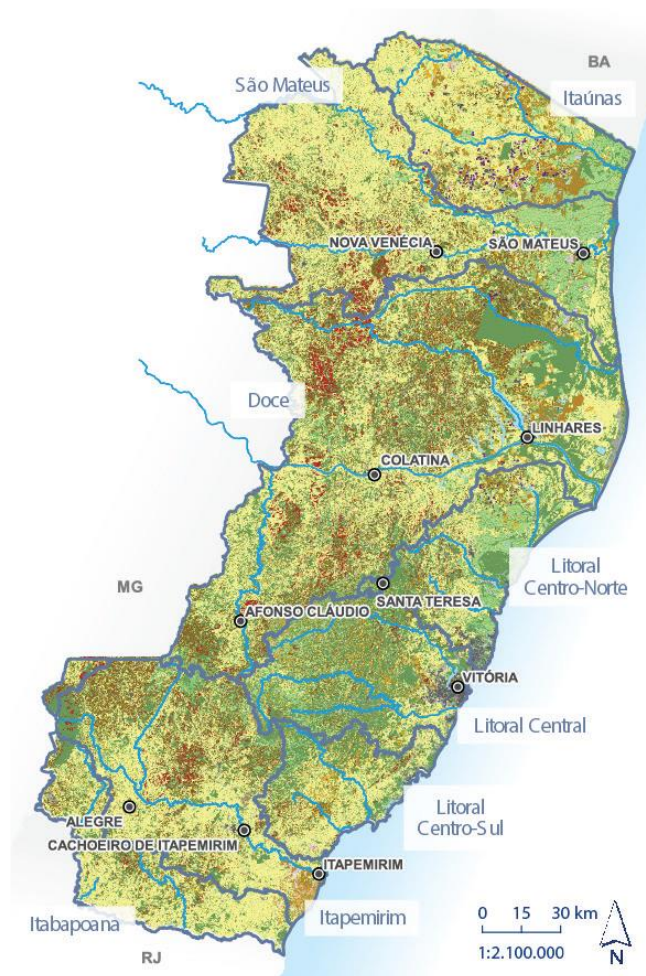 BA
São Mateus
Itaúnas
NOVA VENÉCIA
SÃO MATEUS
Doce
LINHARES
COLATINA
Litoral
Centro-Norte
MG
SANTA TERESA
AFONSO CLÁUDIO
VITÓRIA
Litoral Central
Litoral
Centro-Sul
ALEGRE
CACHOEIRO DE ITAPEMIRIM
ITAPEMIRIM
Itabapoana
Itapemirim
RJ
0 15 30 km
1:2.100.000
N